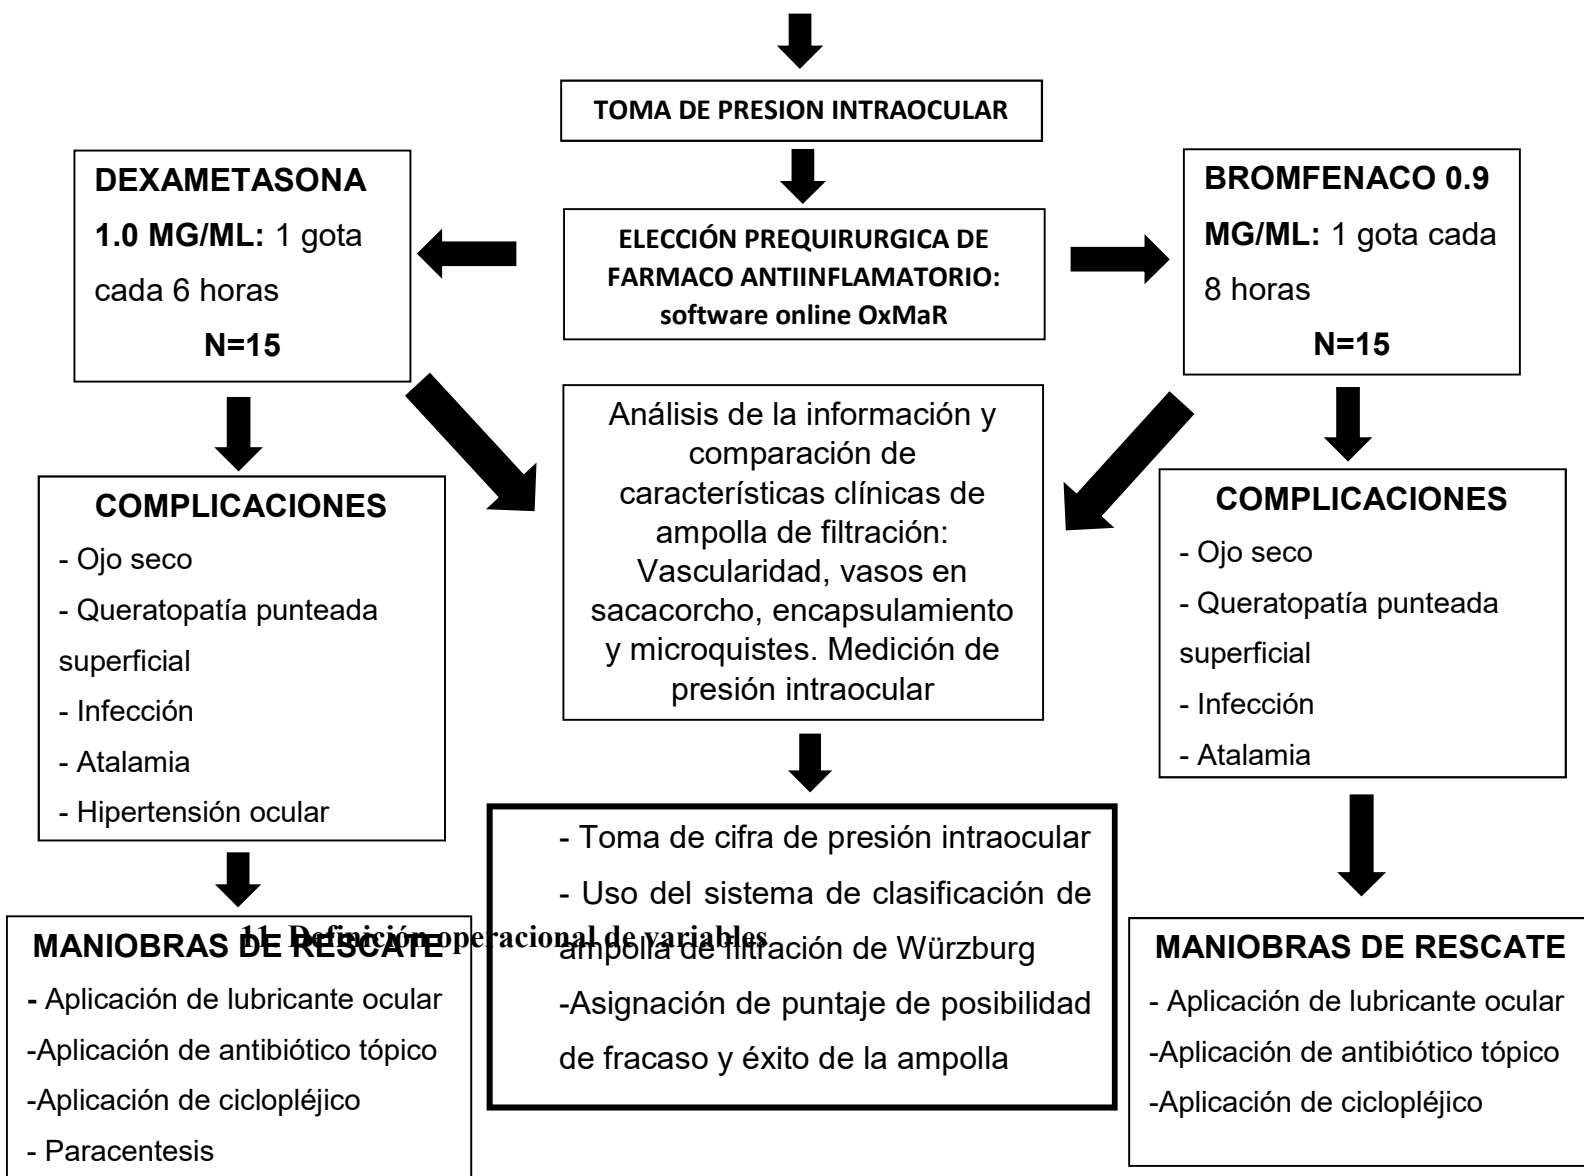 TOMA DE PRESION INTRAOCULAR
DEXAMETASONA
1.0 MG/ML: 1 gota
cada 6 horas
N=15
ELECCIÓN PREQUIRURGICA DE
FARMACO ANTIINFLAMATORIO:
software online OxMaR
BROMFENACO 0.9
MG/ML: 1 gota cada
8 horas
N=15
Análisis de la información y
comparación de
características clínicas de
ampolla de filtración:
Vascularidad, vasos en
sacacorcho, encapsulamiento
y microquistes. Medición de
presión intraocular
COMPLICACIONES
- Ojo seco
- Queratopatía punteada
superficial
- Infección
- Atalamia
- Hipertensión ocular
COMPLICACIONES
- Ojo seco
- Queratopatía punteada
superficial
- Infección
- Atalamia
- Toma de cifra de presión intraocular
- Uso del sistema de clasificación de
ampolla de filtración de Würzburg
-Asignación de puntaje de posibilidad
de fracaso y éxito de la ampolla
11. Definición operacional de variables
MANIOBRAS DE RESCATE
- Aplicación de lubricante ocular
-Aplicación de antibiótico tópico
-Aplicación de ciclopléjico
- Paracentesis
MANIOBRAS DE RESCATE
- Aplicación de lubricante ocular
-Aplicación de antibiótico tópico
-Aplicación de ciclopléjico